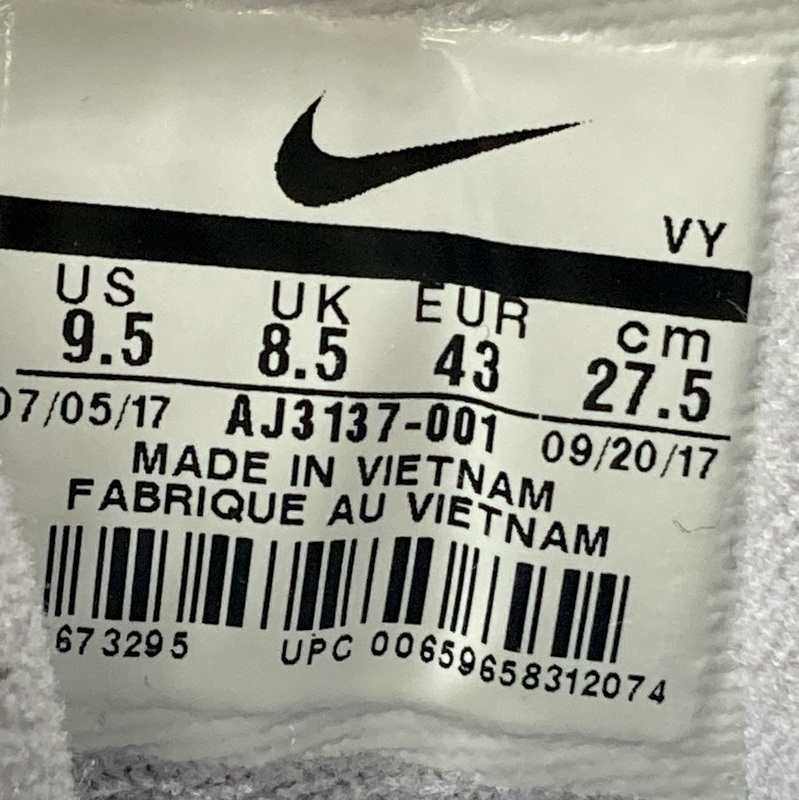 VY
US UK EUR cm
9.5 8.5 43 27.5
07/05/17 AJ3137-001 09/20/17
MADE IN VIETNAM
FABRIQUE AU VIETNAM
673295 UPC 00659658312074